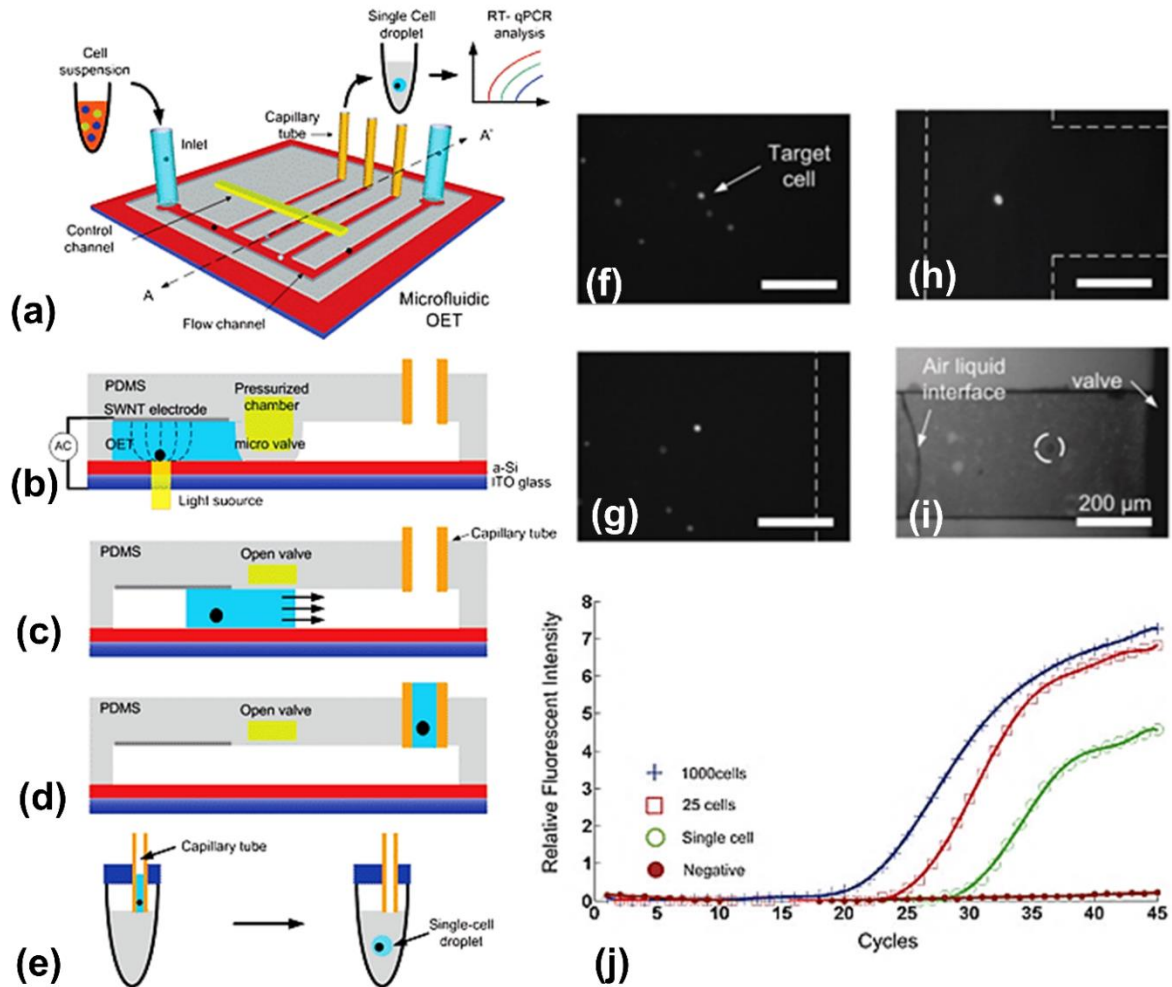 Cell
suspension
Single Cell
droplet
RT- qPCR
analysis
Capillary
tube
A'
Inlet
Control
channel
A
Flow channel
Microfluidic
OET
(a)
PDMS
SWNT electrode
Pressurized
chamber
AC
OET
micro valve
a-Si
ITO glass
Light suource
(b)
PDMS
Open valve
Capillary tube
(c)
PDMS
Open valve
(d)
Capillary tube
Single-cell
droplet
(e)
Target
cell
(f)
(h)
(g)
Air liquid
interface
valve
200 μm
(i)
Relative Fluorescent Intensity
8
7
6
5
4
3
2
1
0
1000cells
25 cells
Single cell
Negative
0 5 10 15 20 25 30 35 40 45
Cycles
(j)